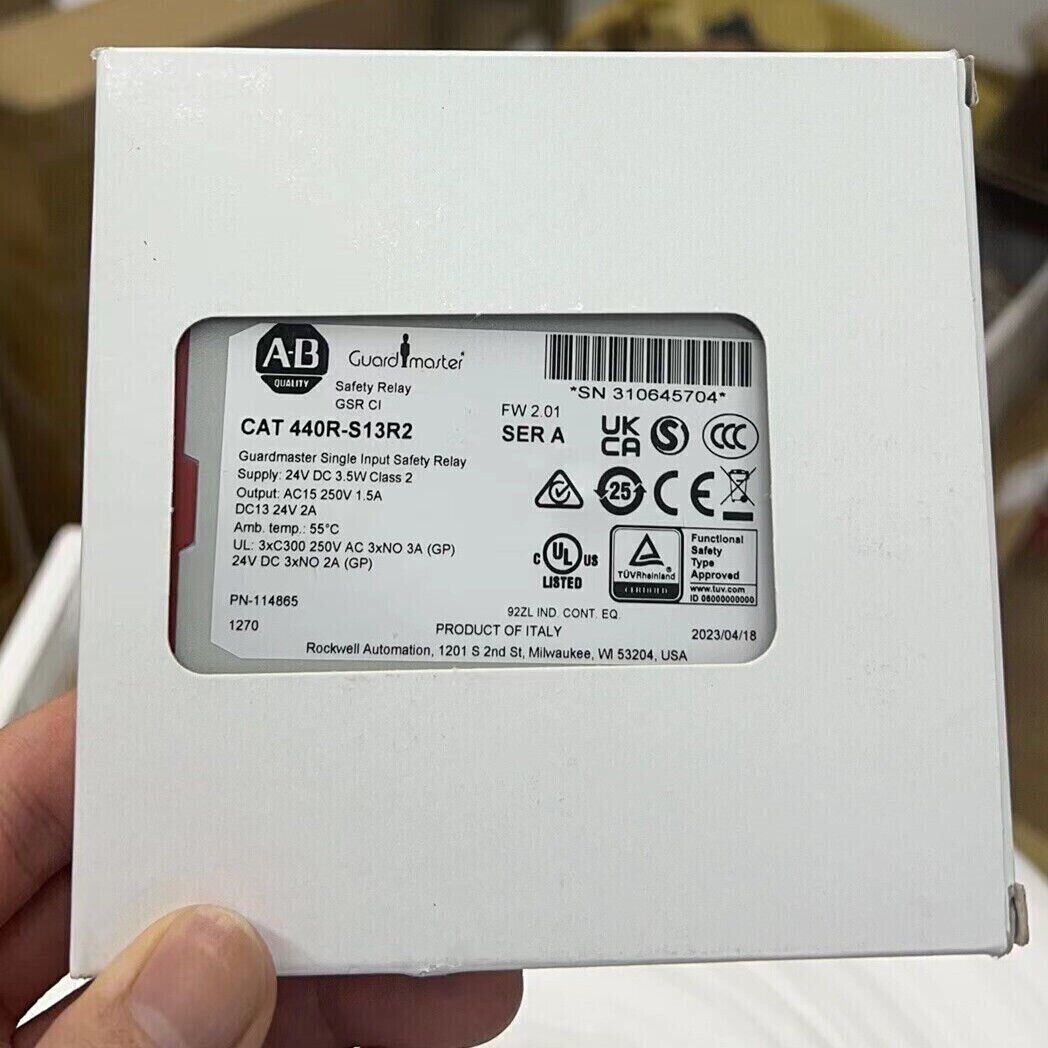 A-B
QUALITY
Guardmaster
Safety Relay
GSR CI
CAT 440R-S13R2
*SN 310645704*
FW 2.01
SER A
UK
CA
S
CCC
Guardmaster Single Input Safety Relay
Supply: 24V DC 3.5W Class 2
Output: AC15 250V 1.5A
DC13 24V 2A
Amb. temp.: 55°C
UL: 3xC300 250V AC 3xNO 3A (GP)
24V DC 3xNO 2A (GP)
25
CE
C UL US
LISTED
TÜVRheinland
CERTIFIED
Functional
Safety
Type
Approved
www.tuv.com
ID 0600000000
PN-114865
1270
92ZL IND. CONT. EQ.
PRODUCT OF ITALY
2023/04/18
Rockwell Automation, 1201 S 2nd St, Milwaukee, WI 53204, USA